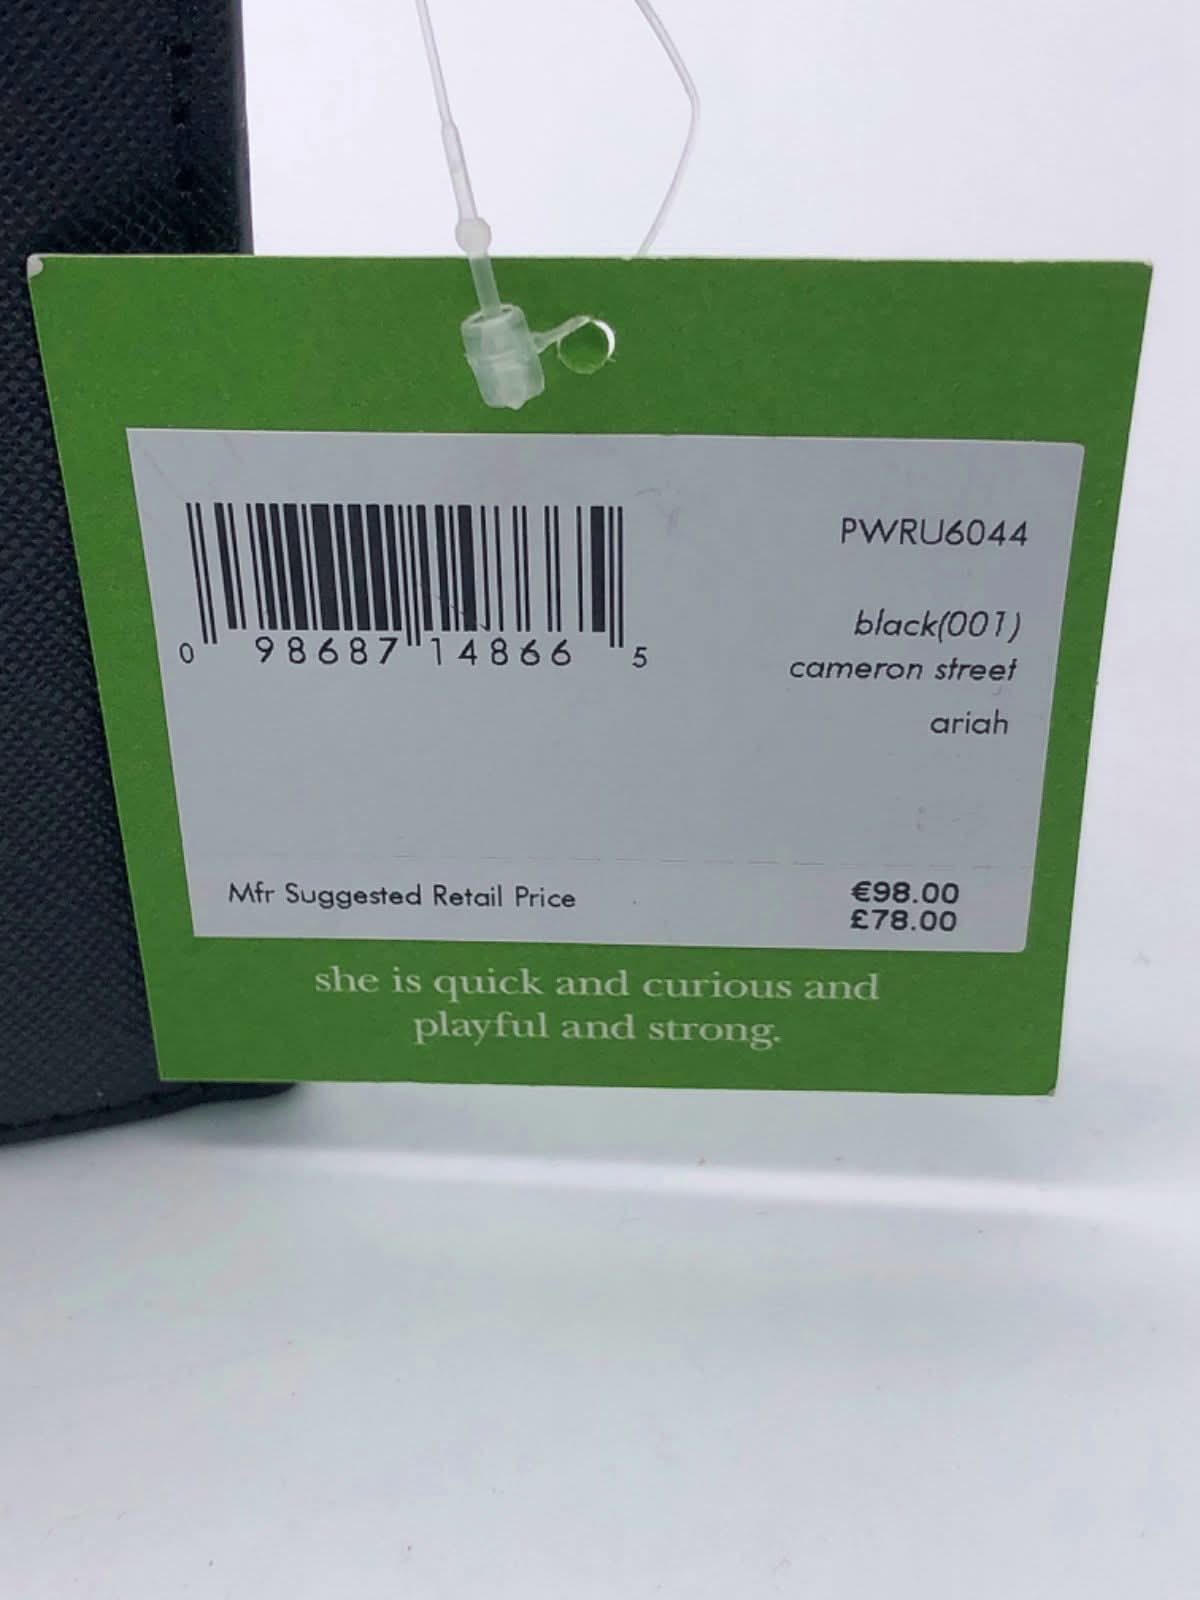 PWRU6044
0 98687 14866 5
black(001)
cameron street
ariah
Mfr Suggested Retail Price €98.00
£78.00
she is quick and curious and
playful and strong.